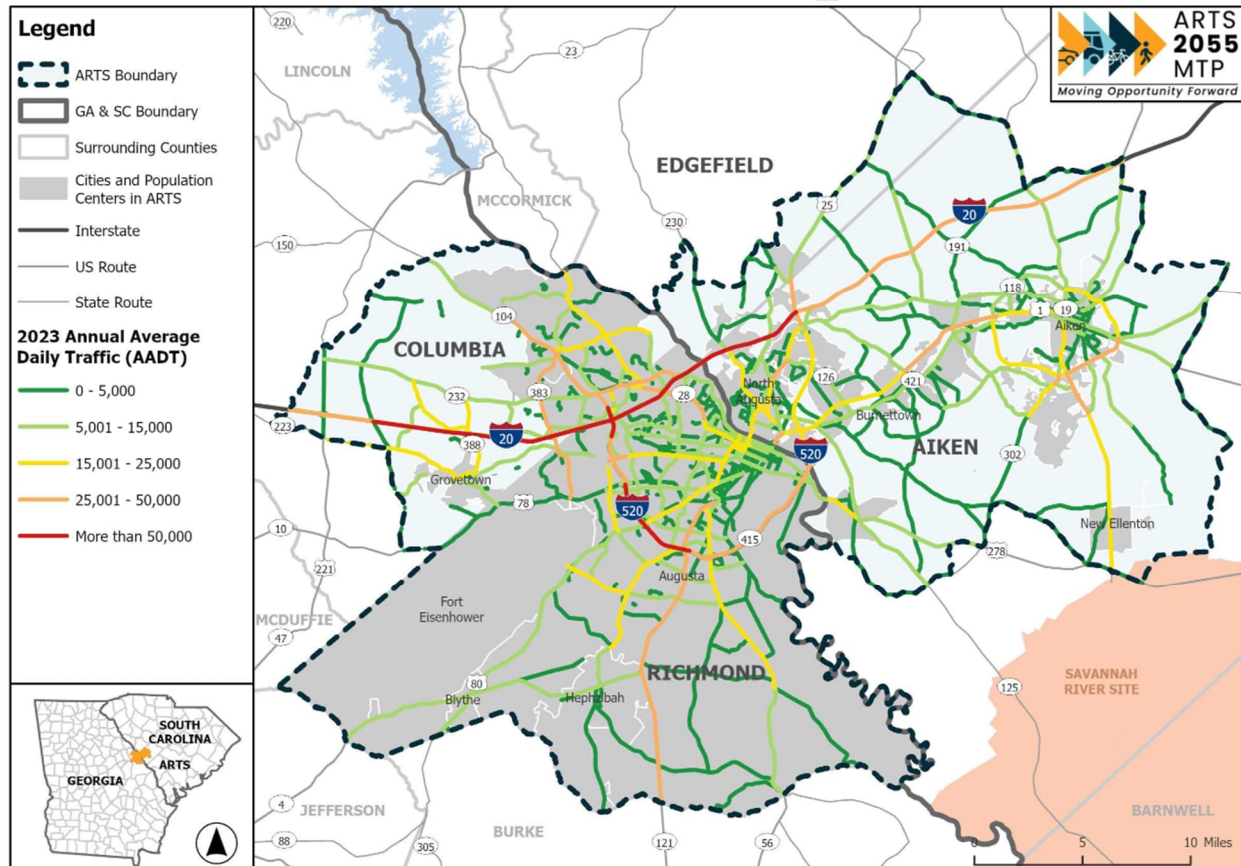 Legend
ARTS Boundary
GA & SC Boundary
Surrounding Counties
Cities and Population
Centers in ARTS
Interstate
US Route
State Route
2023 Annual Average
Daily Traffic (AADT)
0 - 5,000
5,001 - 15,000
15,001 - 25,000
25,001 - 50,000
More than 50,000
SOUTH
CAROLINA
ARTS
GEORGIA
ARTS
2055
MTP
Moving Opportunity Forward
220
23
LINCOLN
EDGEFIELD
MCCORMICK
25
20
230
150
191
118
104
1
19
Aiken
COLUMBIA
North
Augusta
126
232
383
28
421
Burnettown
223
20
388
520
AIKEN
302
Grovetown
78
520
10
415
New Ellenton
278
221
Augusta
Fort
Eisenhower
MCDUFFIE
47
RICHMOND
SAVANNAH
RIVER SITE
80
Blythe
Hephzibah
125
4
JEFFERSON
BURKE
BARNWELL
88
305
121
56
0
5
10 Miles